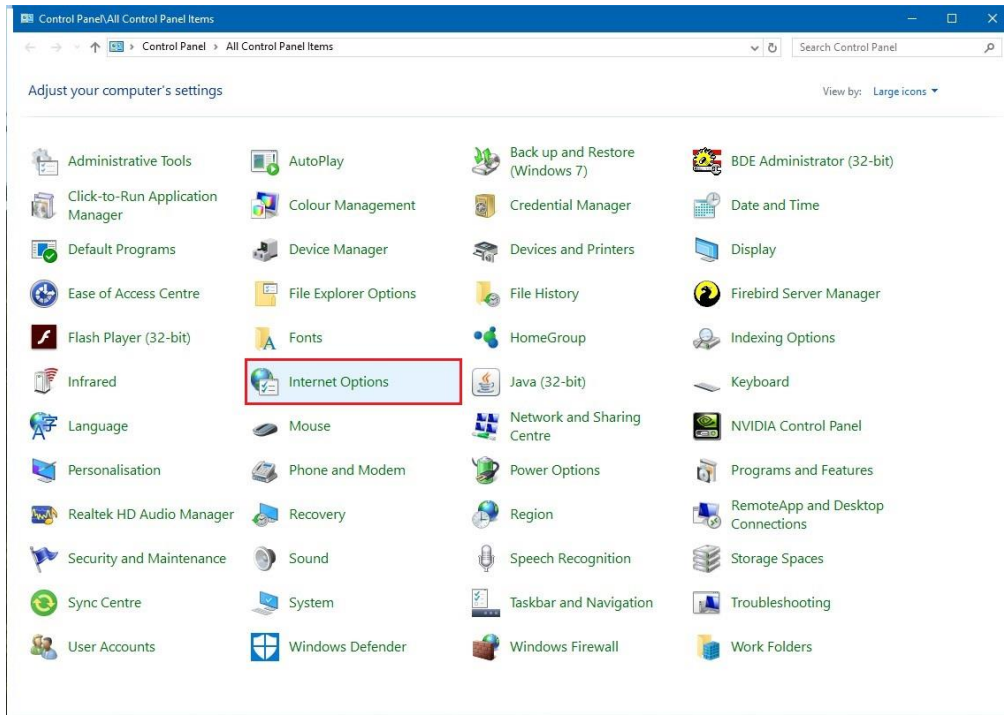 Control Panel\All Control Panel Items
Control Panel › All Control Panel Items
Search Control Panel
Adjust your computer's settings
View by: Large icons
Administrative Tools
AutoPlay
Back up and Restore
(Windows 7)
BDE Administrator (32-bit)
Click-to-Run Application
Manager
Colour Management
Credential Manager
Date and Time
Default Programs
Device Manager
Devices and Printers
Display
Ease of Access Centre
File Explorer Options
File History
Firebird Server Manager
Flash Player (32-bit)
Fonts
HomeGroup
Indexing Options
Infrared
Internet Options
Java (32-bit)
Keyboard
Language
Mouse
Network and Sharing
Centre
NVIDIA Control Panel
Personalisation
Phone and Modem
Power Options
Programs and Features
Realtek HD Audio Manager
Recovery
Region
RemoteApp and Desktop
Connections
Security and Maintenance
Sound
Speech Recognition
Storage Spaces
Sync Centre
System
Taskbar and Navigation
Troubleshooting
User Accounts
Windows Defender
Windows Firewall
Work Folders